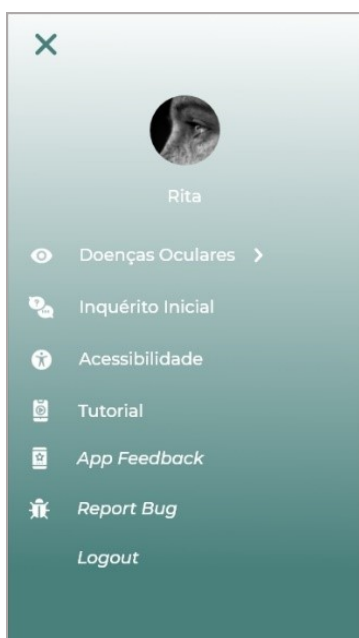 Rita
Doenças Oculares
Inquérito Inicial
Acessibilidade
Tutorial
App Feedback
Report Bug
Logout